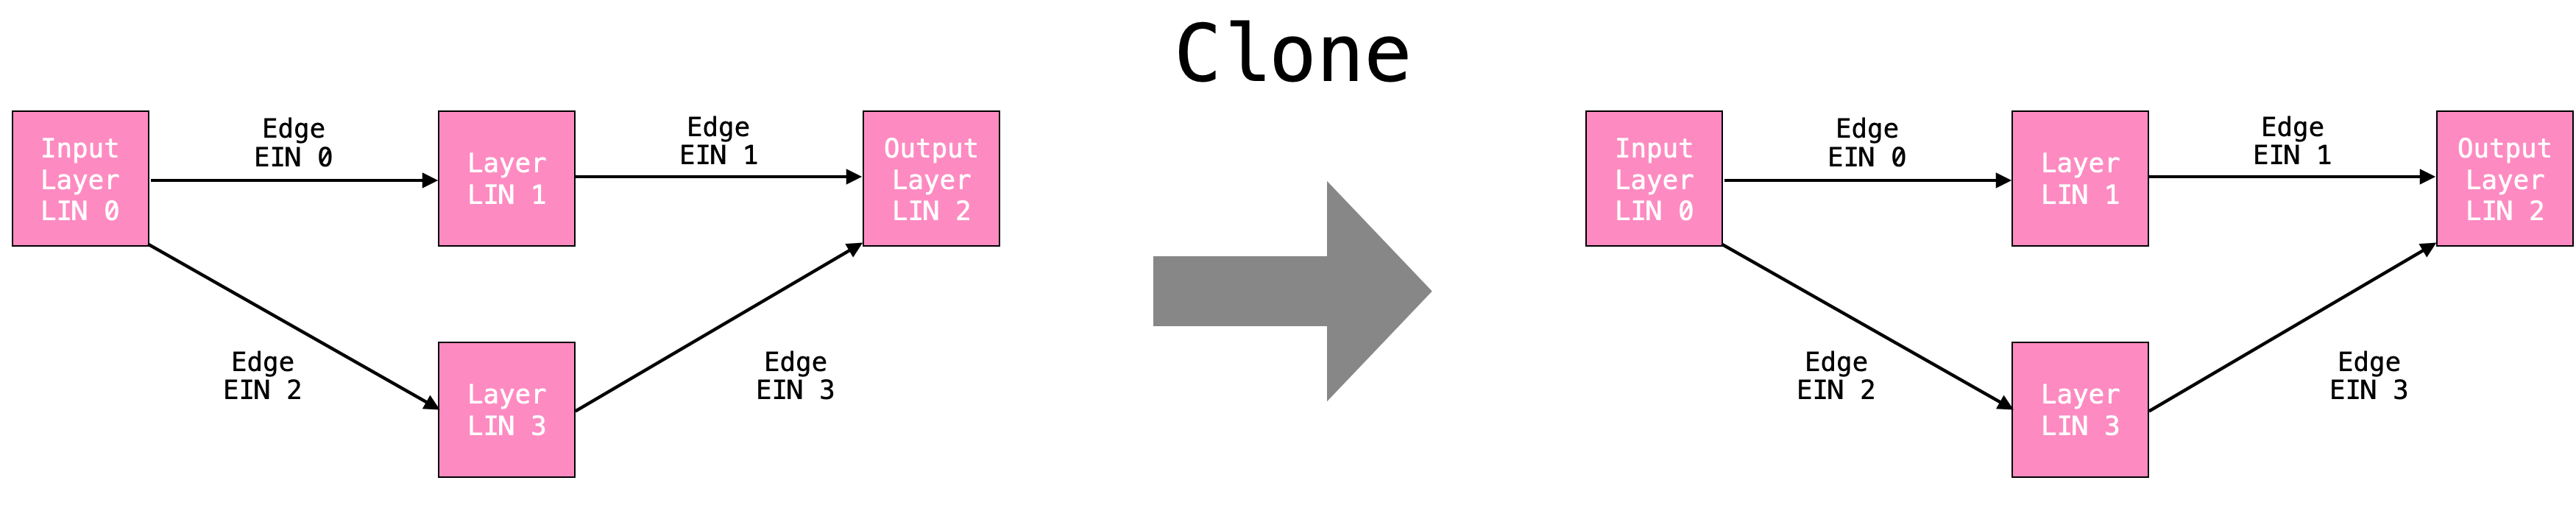 Clone
Input
Layer
LIN 0
Edge
EIN 0
Layer
LIN 1
Edge
EIN 1
Output
Layer
LIN 2
Edge
EIN 2
Layer
LIN 3
Edge
EIN 3
Input
Layer
LIN 0
Edge
EIN 0
Layer
LIN 1
Edge
EIN 1
Output
Layer
LIN 2
Edge
EIN 2
Layer
LIN 3
Edge
EIN 3